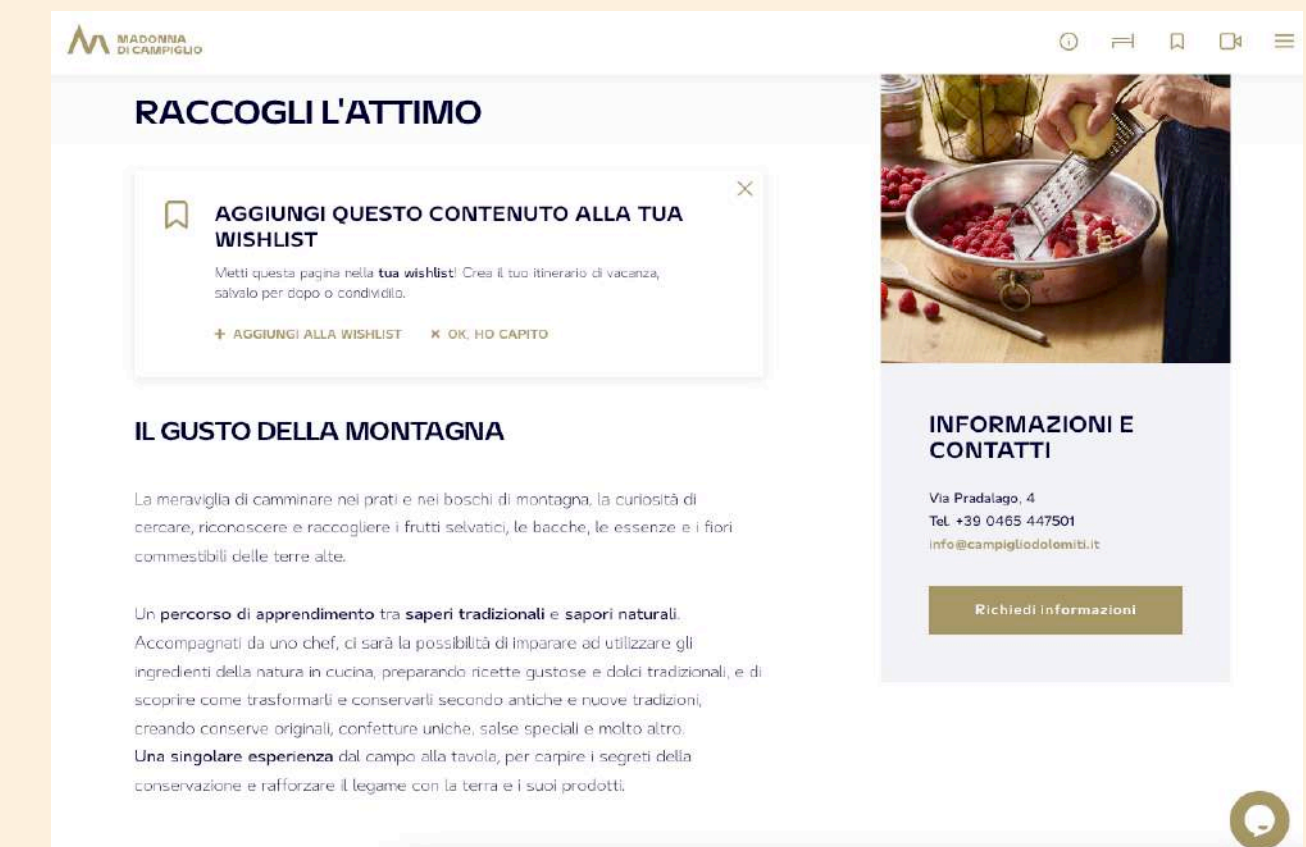 MADONNA
DI CAMPIGLIO
RACCOGLI L'ATTIMO
AGGIUNGI QUESTO CONTENUTO ALLA TUA
WISHLIST
Metti questa pagina nella tua wishlist! Crea il tuo itinerario di vacanza,
salvalo per dopo o condividilo.
+ AGGIUNGI ALLA WISHLIST × OK, HO CAPITO
IL GUSTO DELLA MONTAGNA
La meraviglia di camminare nei prati e nei boschi di montagna, la curiosità di
cercare, riconoscere e raccogliere i frutti selvatici, le bacche, le essenze e i fiori
commestibili delle terre alte.
Un percorso di apprendimento tra saperi tradizionali e sapori naturali.
Accompagnati da uno chef, ci sarà la possibilità di imparare ad utilizzare gli
ingredienti della natura in cucina, preparando ricette gustose e dolci tradizionali, e di
scoprire come trasformarli e conservarli secondo antiche e nuove tradizioni,
creando conserve originali, confetture uniche, salse speciali e molto altro.
Una singolare esperienza dal campo alla tavola, per carpire i segreti della
conservazione e rafforzare il legame con la terra e i suoi prodotti.
INFORMAZIONI E
CONTATTI
Via Pradalago, 4
Tel. +39 0465 447501
info@campigliodolomiti.it
Richiedi informazioni